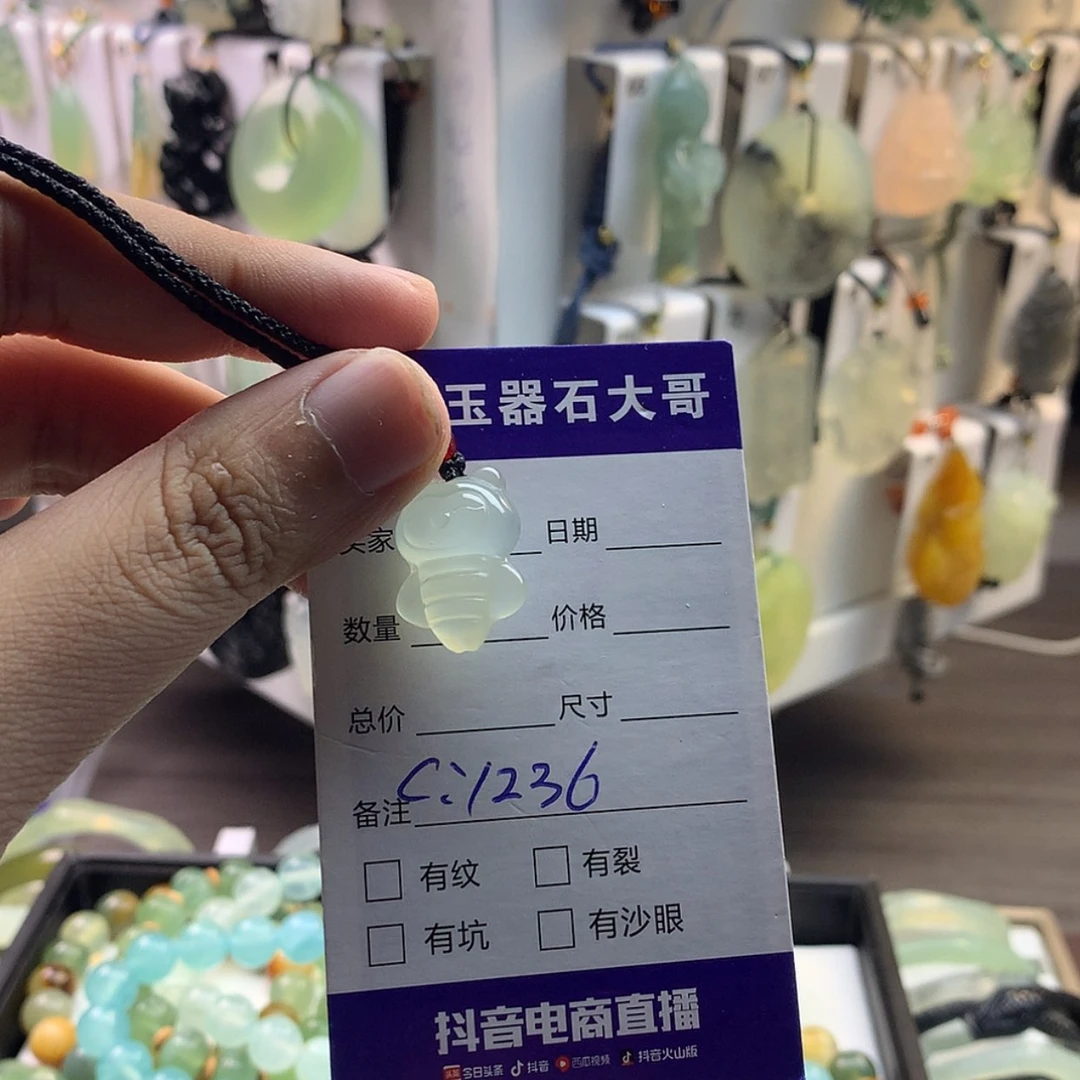 玉器石大哥
买家 日期
数量 价格
总价 尺寸
备注 C:1236
有纹 有裂
有坑 有沙眼
抖音电商直播
今日头条 抖音 西瓜视频 抖音火山版